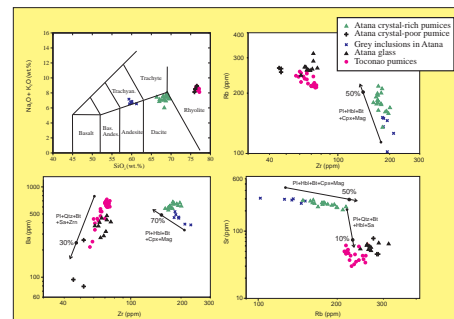 Atana crystal-rich pumices
Atana crystal-poor pumice
Grey inclusions in Atana
Atana glass
Toconao pumices
Na2O + K2O (wt.%)
16
14
12
10
8
6
4
2
0
Trachyte
Trachyan.
Rhyolite
Basalt
Bas. Andes.
Andesite
Dacite
40 45 50 55 60 65 70 75 80
SiO2 (wt.%)
Rb (ppm)
400
300
200
100
50%
Pl+Hbl+Bt
+Cpx+Mag
40 100 200 300
Zr (ppm)
Ba (ppm)
1000
600
100
60
Pl+Qtz+Bt
+Sa+Zrn
30%
70%
Pl+Hbl+Bt
+Cpx+Mag
40 100 200 300
Zr (ppm)
Sr (ppm)
600
100
10
Pl+Hbl+Bt+Cpx+Mag
50%
Pl+Qtz+Bt
+Hbl+Sa
10%
100 200 300 400
Rb (ppm)